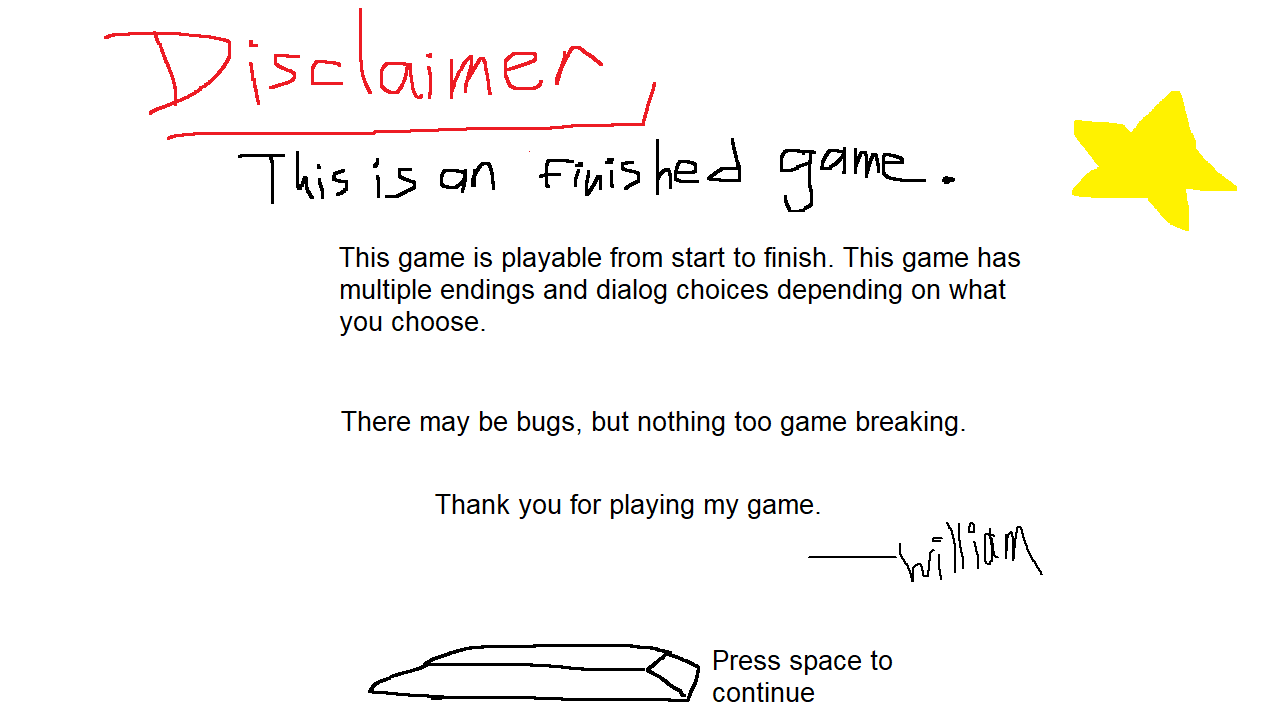 Disclaimer
This is an Finished game.
This game is playable from start to finish. This game has
multiple endings and dialog choices depending on what
you choose.
There may be bugs, but nothing too game breaking.
Thank you for playing my game.
—William
Press space to
continue